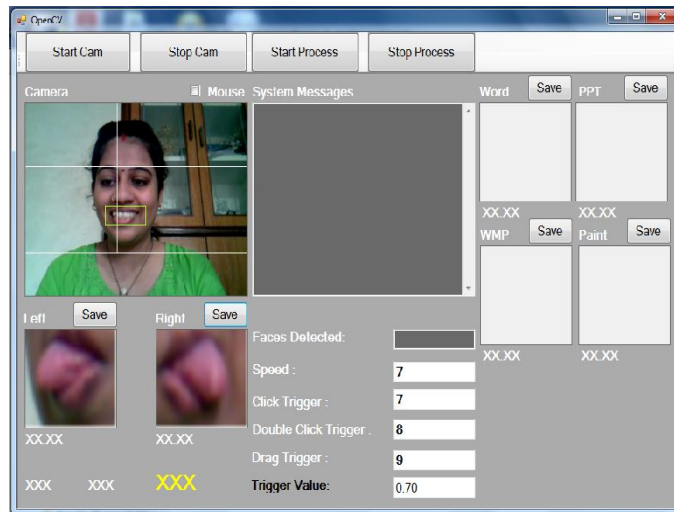 OpenCV
Start Cam Stop Cam Start Process Stop Process
Camera Mouse System Messages Word Save PPT Save
XX.XX XX.XX
WMP Save Paint Save
Left Save Right Save
Faces Detected:
XX.XX XX.XX
Speed : 7
Click Trigger : 7
Double Click Trigger . 8
XX.XX XX.XX
Drag Trigger : 9
XXX XXX XXX
Trigger Value: 0.70